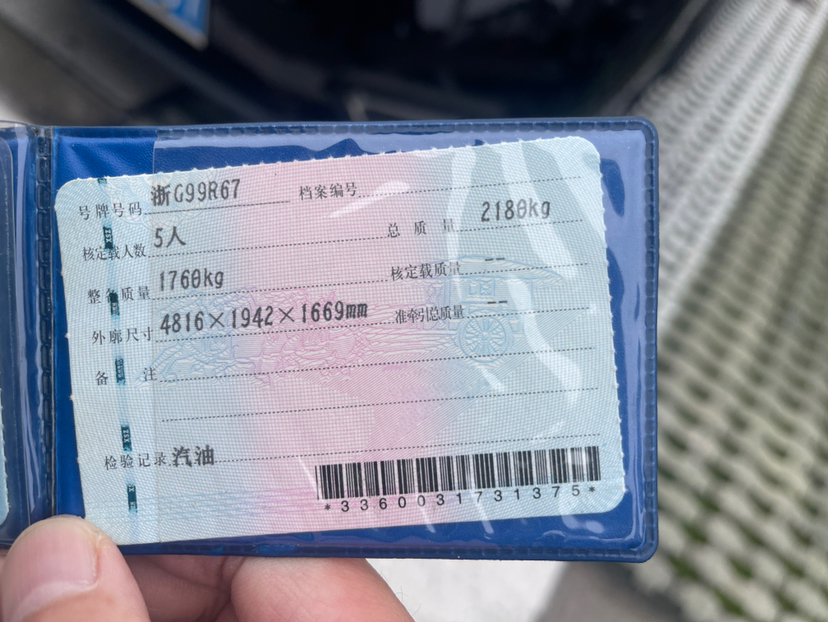 号牌号码 浙G99R67 档案编号
核定载人数 5人 总质量 2180kg
整备质量 1760kg 核定载质量 --
外廓尺寸 4816×1942×1669mm 准牵引总质量 --
备注
检验记录 汽油
*3360031731375*